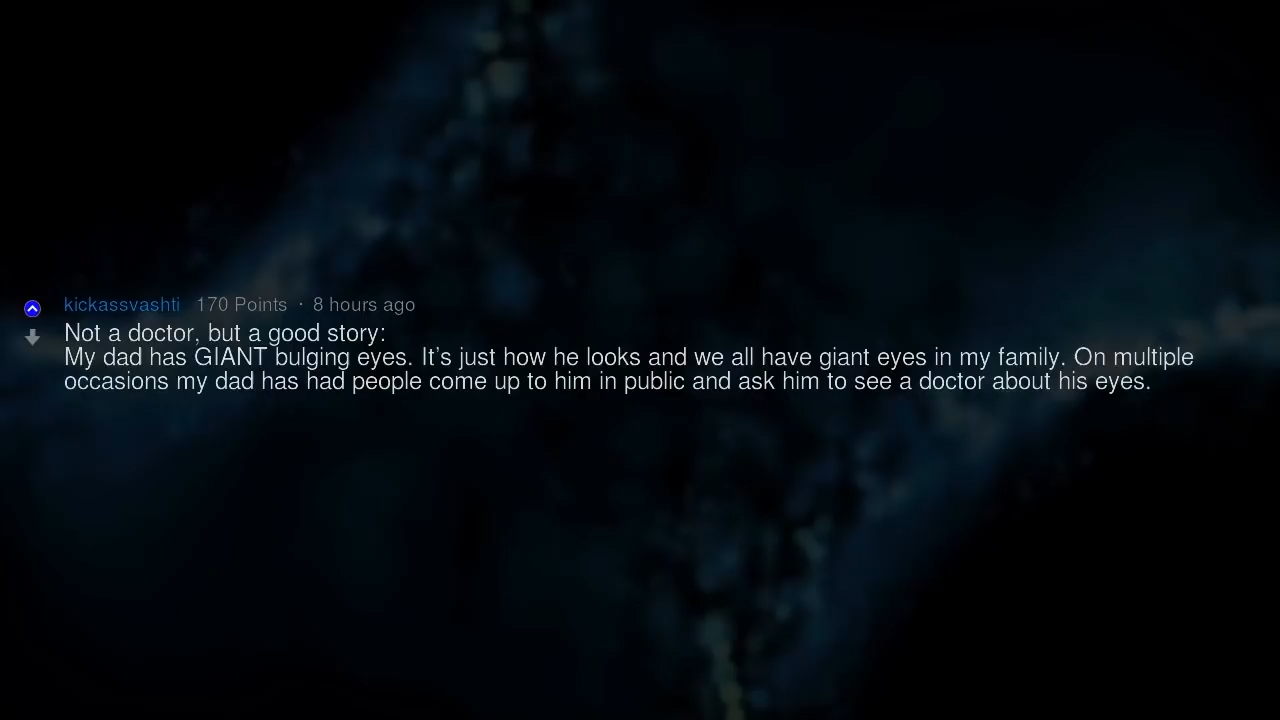 kickassvashti 170 Points · 8 hours ago
Not a doctor, but a good story:
My dad has GIANT bulging eyes. It’s just how he looks and we all have giant eyes in my family. On multiple
occasions my dad has had people come up to him in public and ask him to see a doctor about his eyes.